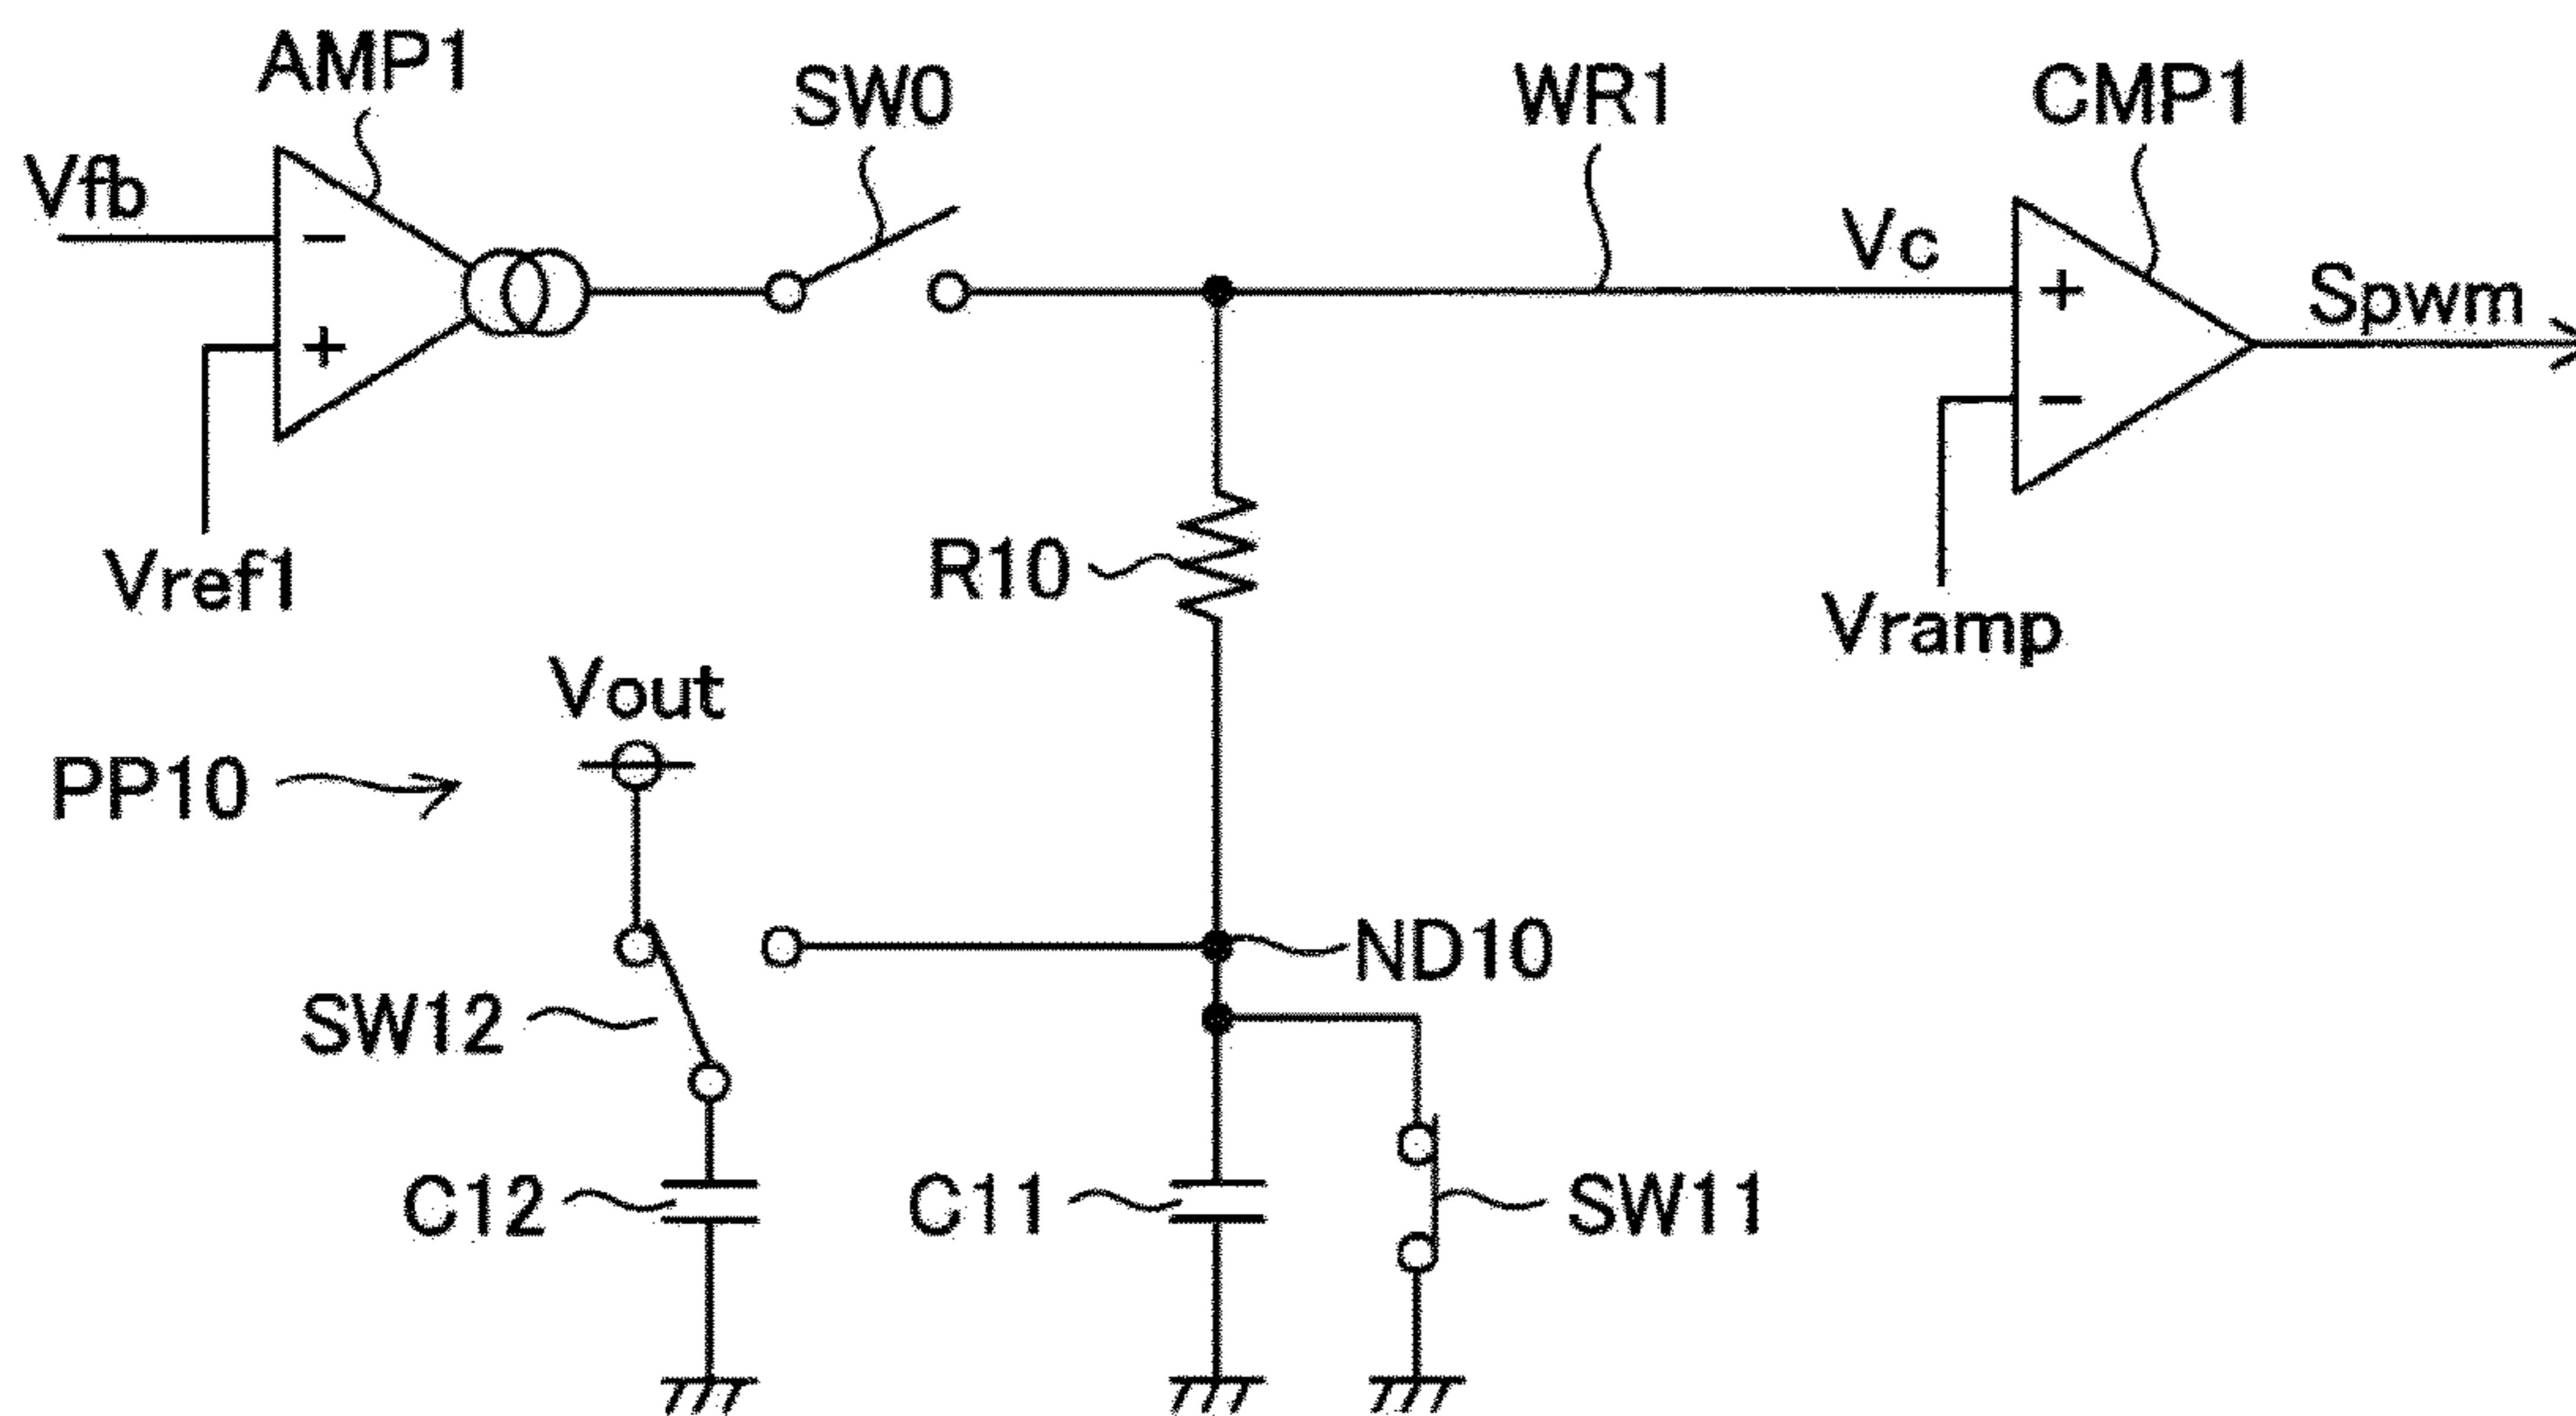 AMP1
SW0
WR1
CMP1
Vfb
−
+
Vref1
Vc
+
−
Spwm
Vramp
R10
Vout
PP10
ND10
SW12
C12
C11
SW11